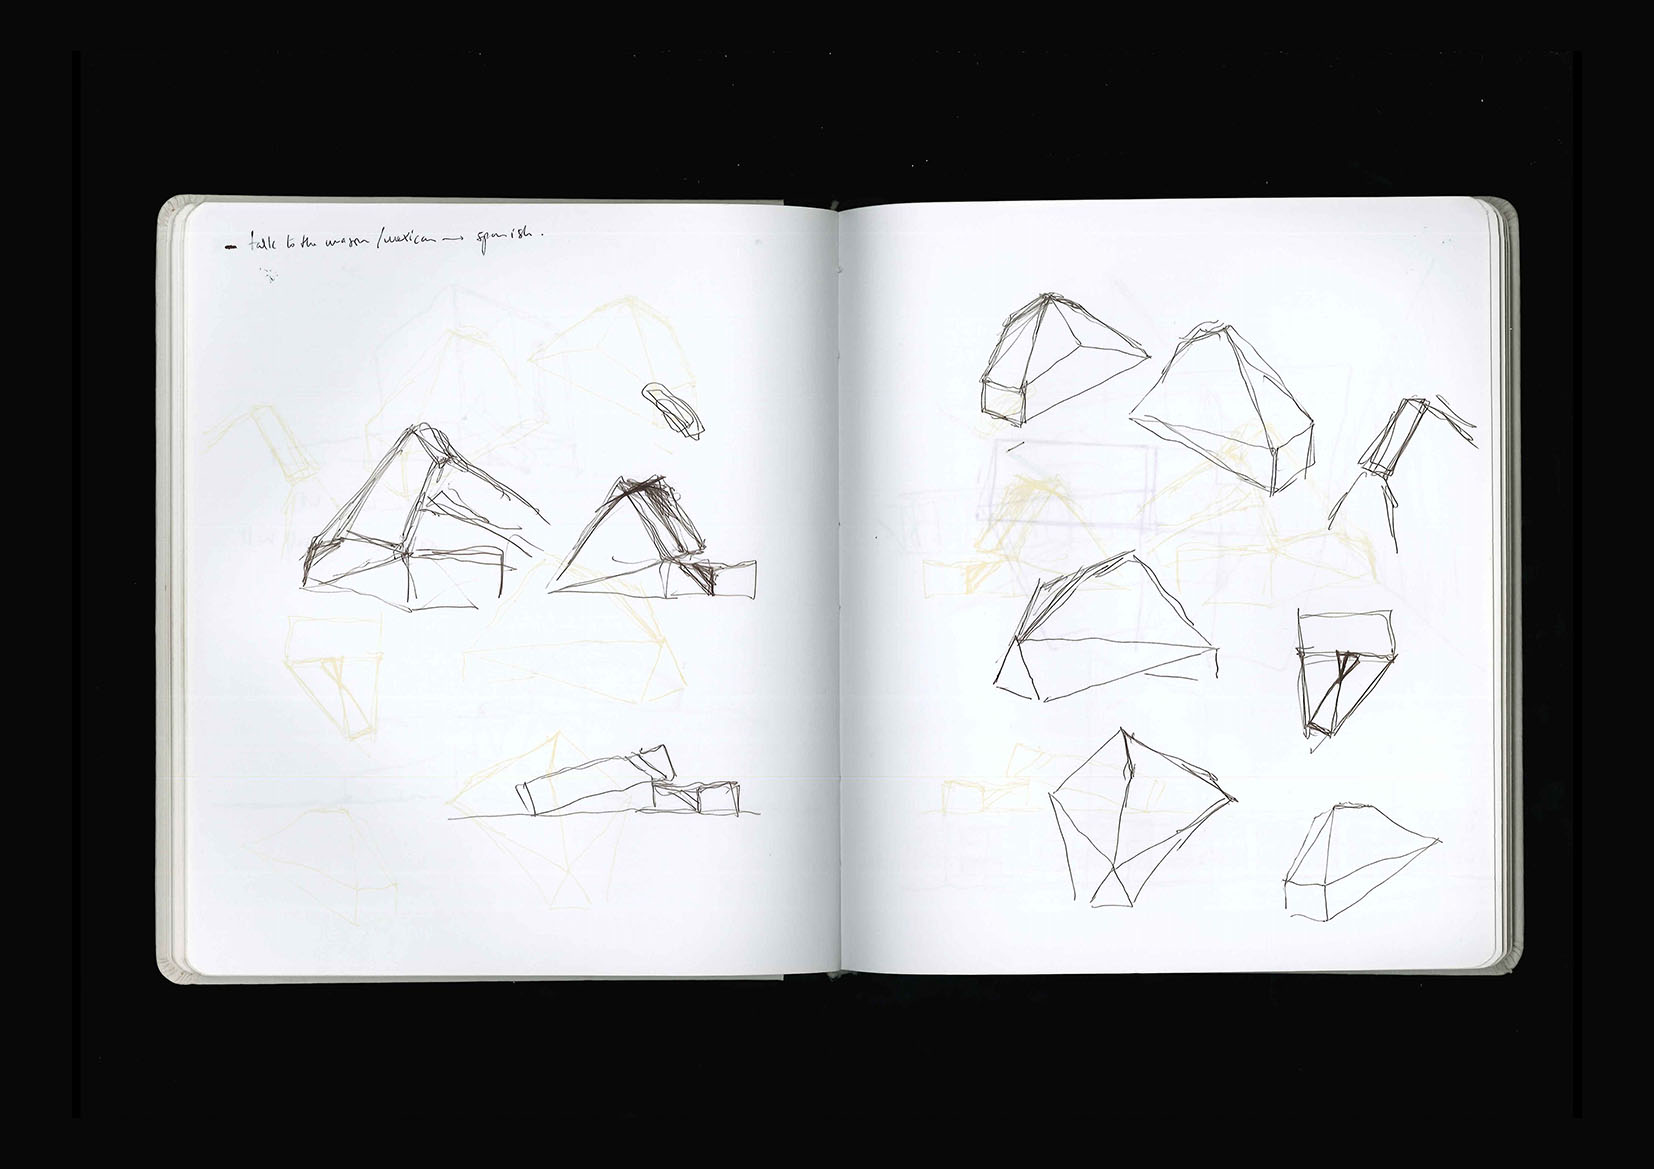 - talk to the mason / mexican → spanish.